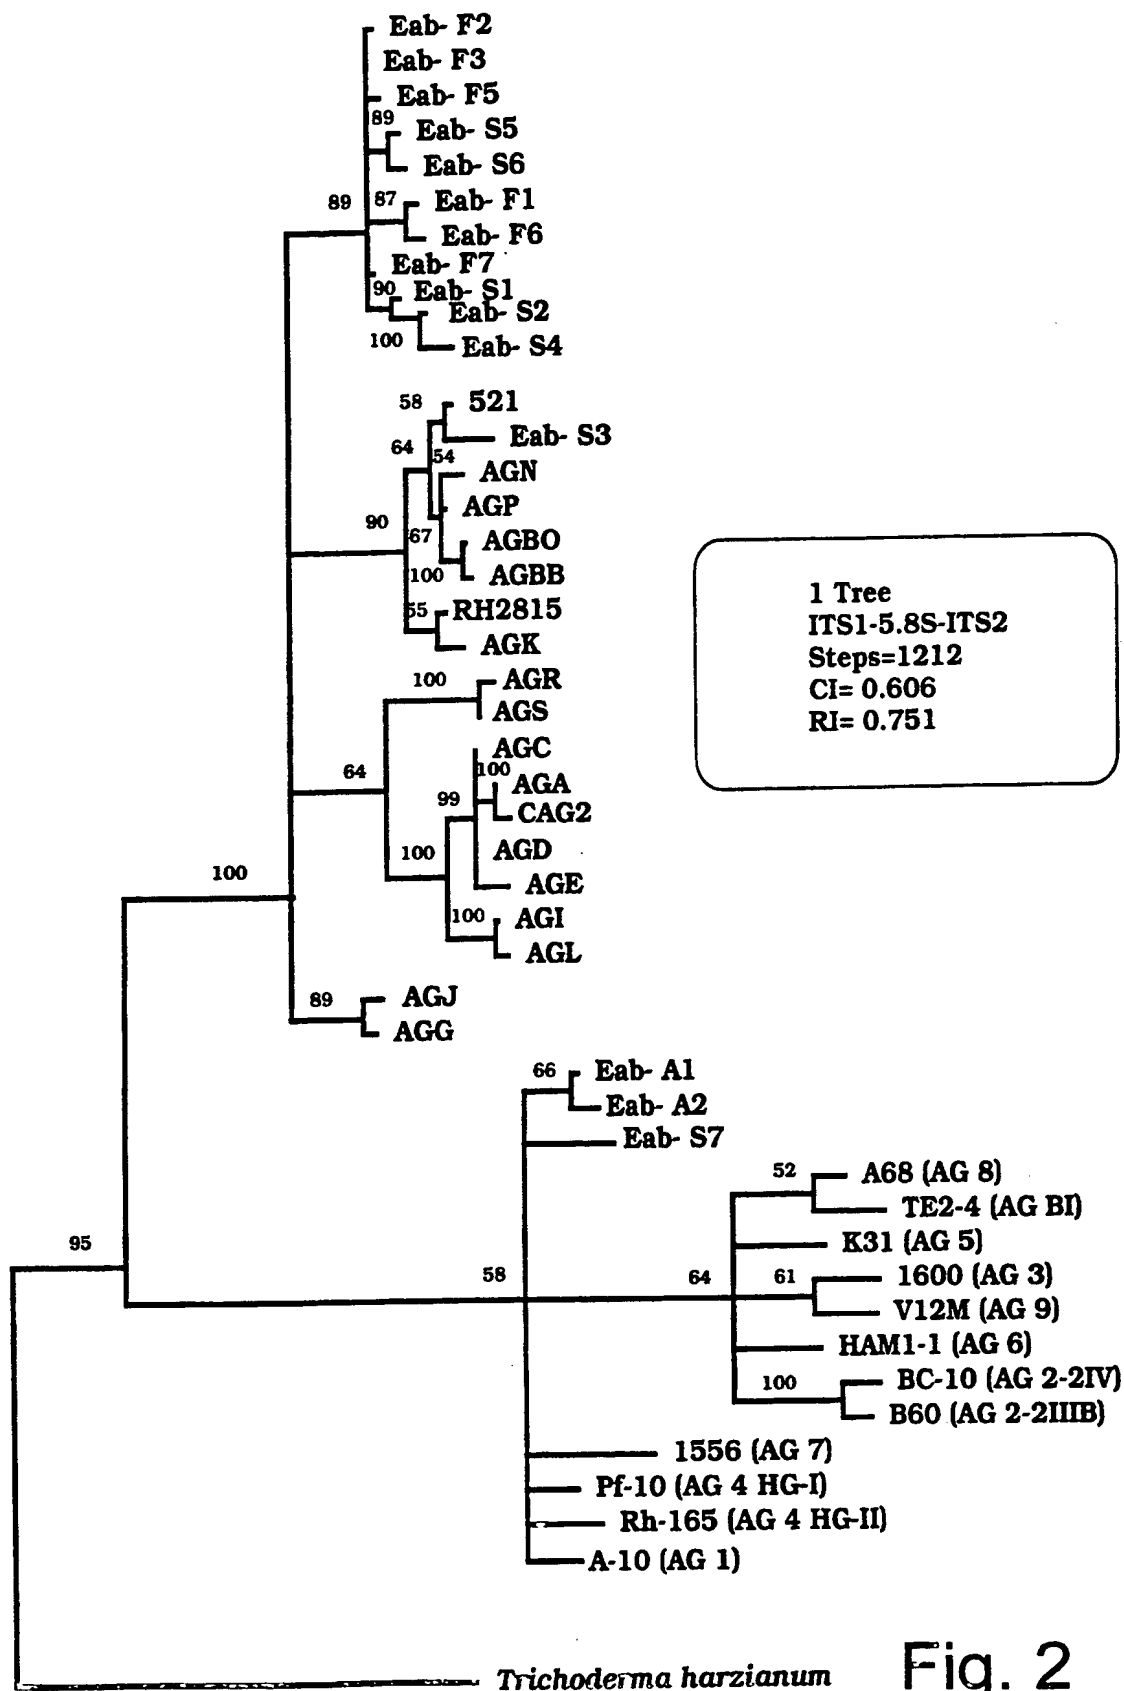 Eab- F2
Eab- F3
Eab- F5
89
Eab- S5
Eab- S6
89
87
Eab- F1
Eab- F6
Eab- F7
90
Eab- S1
Eab- S2
100
Eab- S4
58
521
Eab- S3
64
54
AGN
AGP
90
67
AGBO
100
AGBB
55
RH2815
AGK
100
AGR
AGS
AGC
64
100
AGA
99
CAG2
100
AGD
AGE
100
100
AGI
AGL
89
AGJ
AGG
1 Tree
ITS1-5.8S-ITS2
Steps=1212
CI= 0.606
RI= 0.751
66
Eab- A1
Eab- A2
Eab- S7
52
A68 (AG 8)
TE2-4 (AG BI)
95
K31 (AG 5)
58
64
61
1600 (AG 3)
V12M (AG 9)
HAM1-1 (AG 6)
100
BC-10 (AG 2-2IV)
B60 (AG 2-2IIIB)
1556 (AG 7)
Pf-10 (AG 4 HG-I)
Rh-165 (AG 4 HG-II)
A-10 (AG 1)
Trichoderma harzianum
Fig. 2